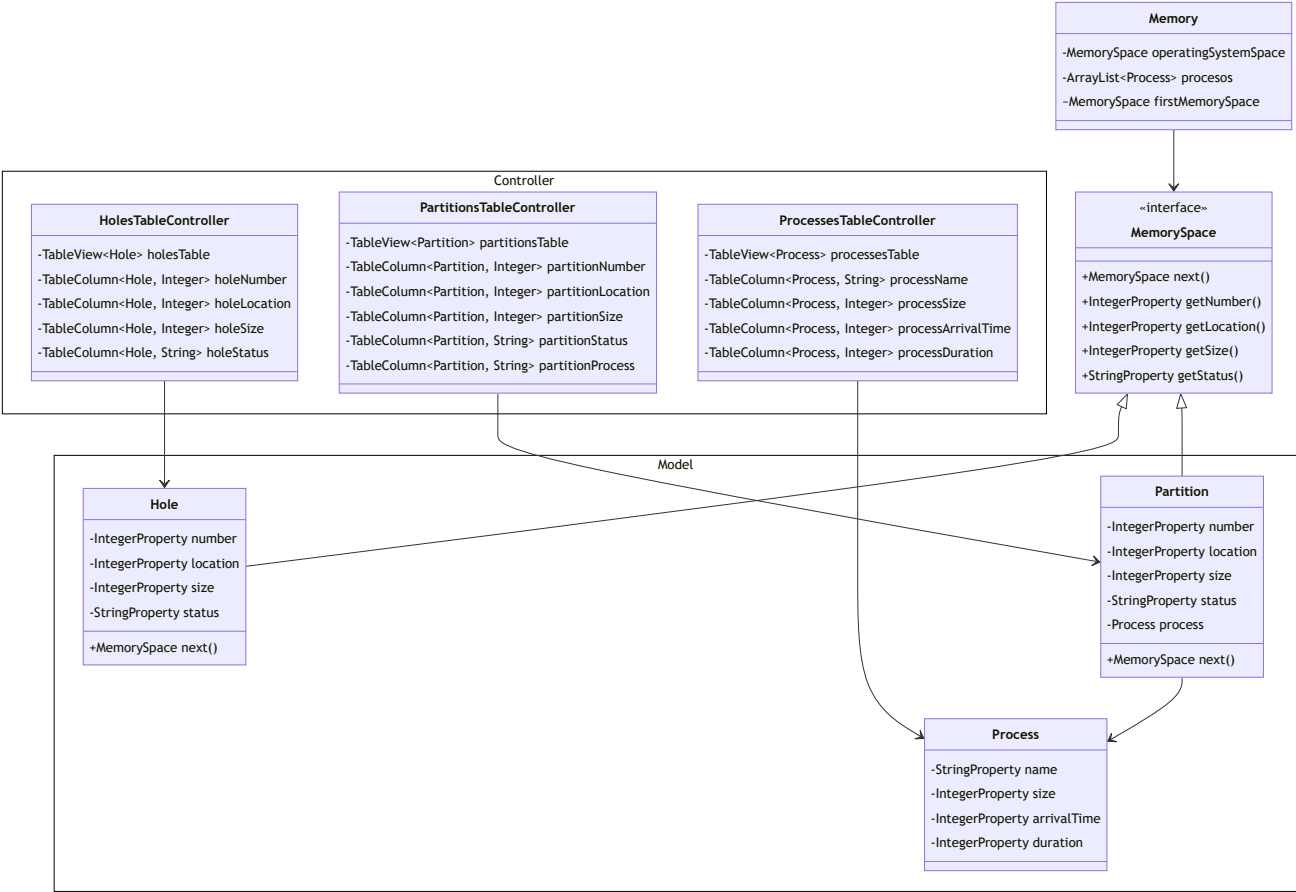 Memory
-MemorySpace operatingSystemSpace
-ArrayList<Process> procesos
~MemorySpace firstMemorySpace
Controller
HolesTableController
-TableView<Hole> holesTable
-TableColumn<Hole, Integer> holeNumber
-TableColumn<Hole, Integer> holeLocation
-TableColumn<Hole, Integer> holeSize
-TableColumn<Hole, String> holeStatus
PartitionsTableController
-TableView<Partition> partitionsTable
-TableColumn<Partition, Integer> partitionNumber
-TableColumn<Partition, Integer> partitionLocation
-TableColumn<Partition, Integer> partitionSize
-TableColumn<Partition, String> partitionStatus
-TableColumn<Partition, String> partitionProcess
ProcessesTableController
-TableView<Process> processesTable
-TableColumn<Process, String> processName
-TableColumn<Process, Integer> processSize
-TableColumn<Process, Integer> processArrivalTime
-TableColumn<Process, Integer> processDuration
«interface»
MemorySpace
+MemorySpace next()
+IntegerProperty getNumber()
+IntegerProperty getLocation()
+IntegerProperty getSize()
+StringProperty getStatus()
Model
Hole
-IntegerProperty number
-IntegerProperty location
-IntegerProperty size
-StringProperty status
+MemorySpace next()
Partition
-IntegerProperty number
-IntegerProperty location
-IntegerProperty size
-StringProperty status
-Process process
+MemorySpace next()
Process
-StringProperty name
-IntegerProperty size
-IntegerProperty arrivalTime
-IntegerProperty duration